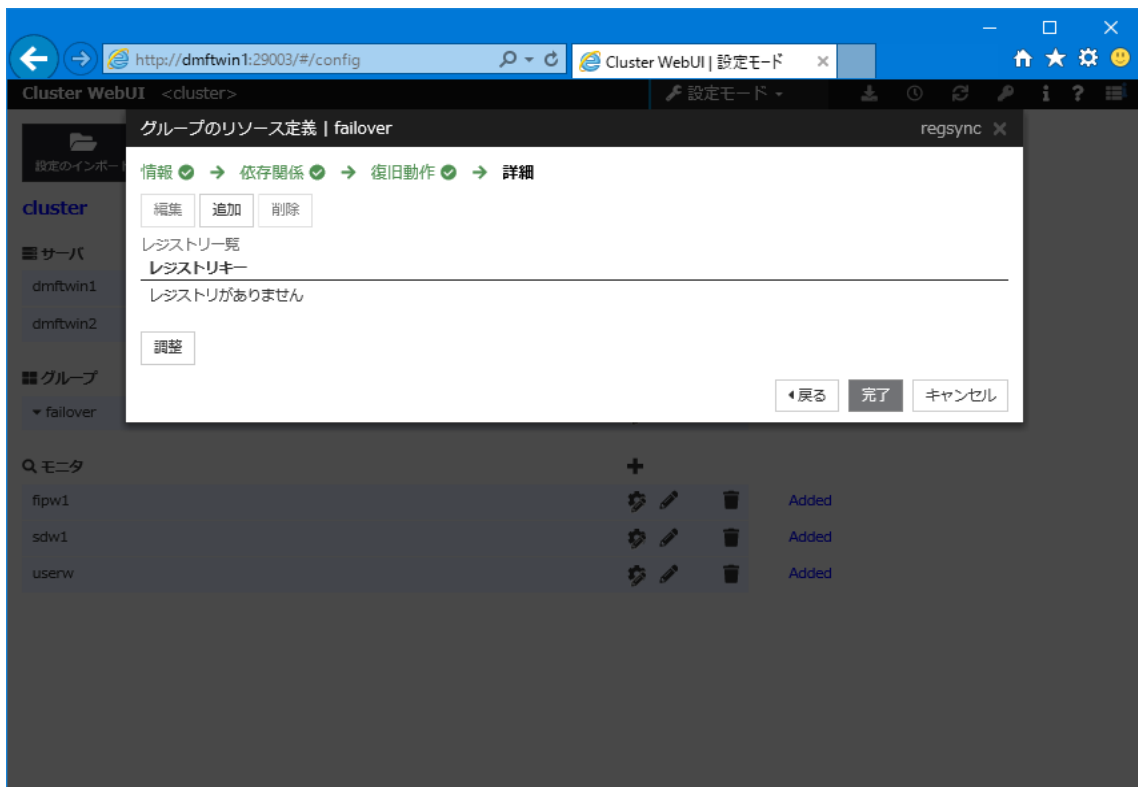 http://dmftwin1:29003/#/config
Cluster WebUI | 設定モード
Cluster WebUI <cluster>
設定モード
グループのリソース定義 | failover
regsync
設定のインポート
情報 → 依存関係 → 復旧動作 → 詳細
編集 追加 削除
cluster
レジストリ一覧
サーバ
レジストリキー
dmftwin1
レジストリがありません
dmftwin2
調整
グループ
戻る 完了 キャンセル
failover
モニタ
fipw1 Added
sdw1 Added
userw Added